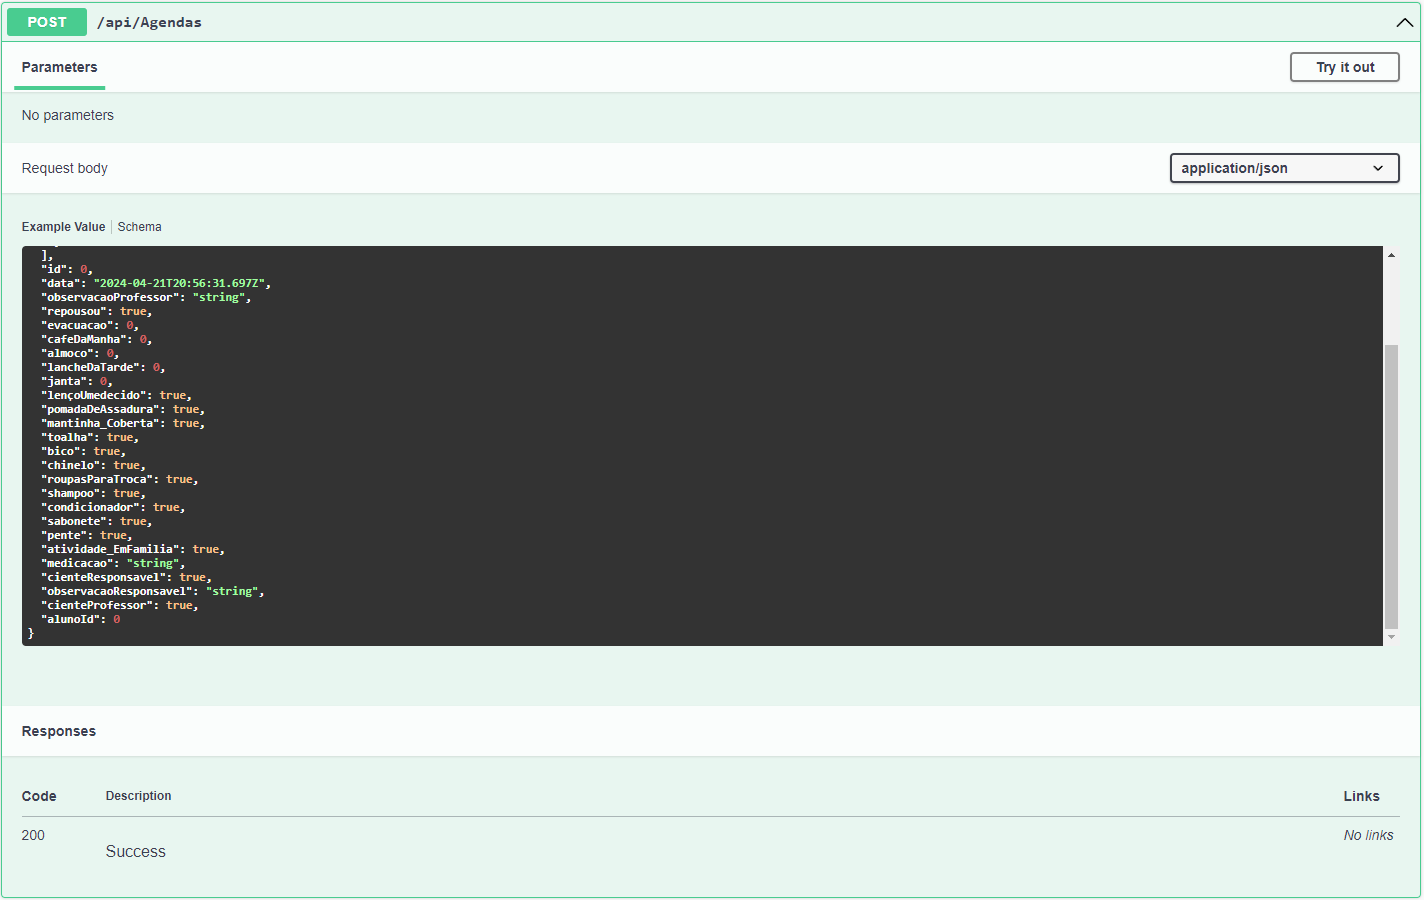 POST /api/Agendas
Parameters
Try it out
No parameters
Request body
application/json
Example Value
Schema
],
"id": 0,
"data": "2024-04-21T20:56:31.697Z",
"observacaoProfessor": "string",
"repousou": true,
"evacuacao": 0,
"cafeDaManha": 0,
"almoco": 0,
"lancheDaTarde": 0,
"janta": 0,
"lençoUmedecido": true,
"pomadaDeAssadura": true,
"mantinha_Coberta": true,
"toalha": true,
"bico": true,
"chinelo": true,
"roupasParaTroca": true,
"shampoo": true,
"condicionador": true,
"sabonete": true,
"pente": true,
"atividade_EmFamilia": true,
"medicacao": "string",
"cienteResponsavel": true,
"observacaoResponsavel": "string",
"cienteProfessor": true,
"alunoId": 0
}
Responses
Code Description Links
200 No links
Success